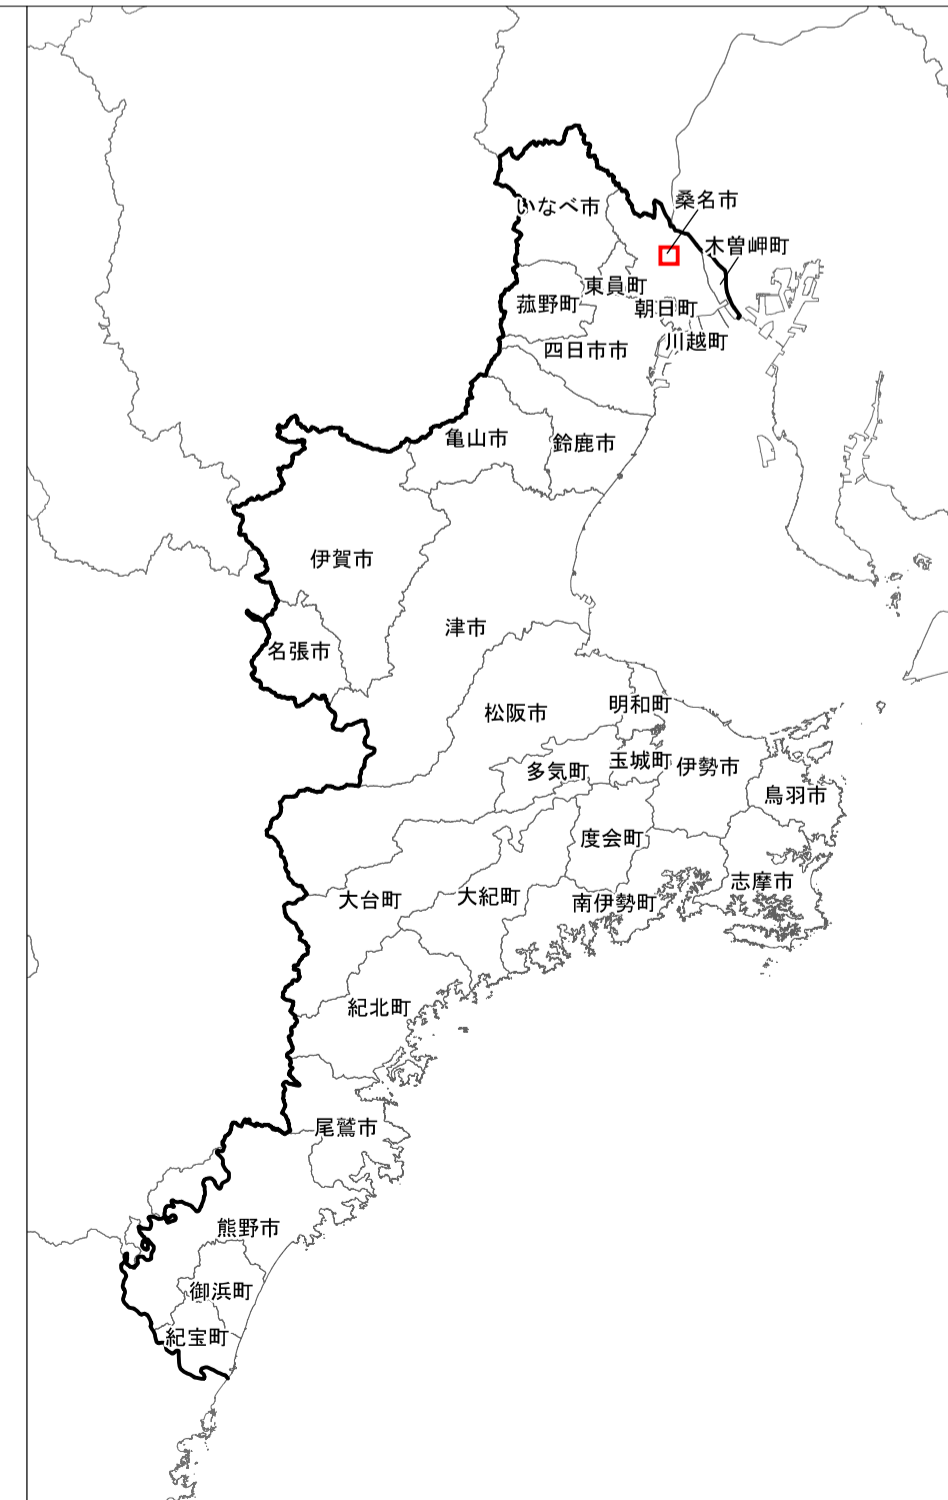 桑名市
いなべ市
木曽岬町
東員町
菰野町
朝日町
川越町
四日市市
亀山市
鈴鹿市
伊賀市
津市
名張市
明和町
松阪市
玉城町
伊勢市
多気町
鳥羽市
度会町
志摩市
大台町
大紀町
南伊勢町
紀北町
尾鷲市
熊野市
御浜町
紀宝町